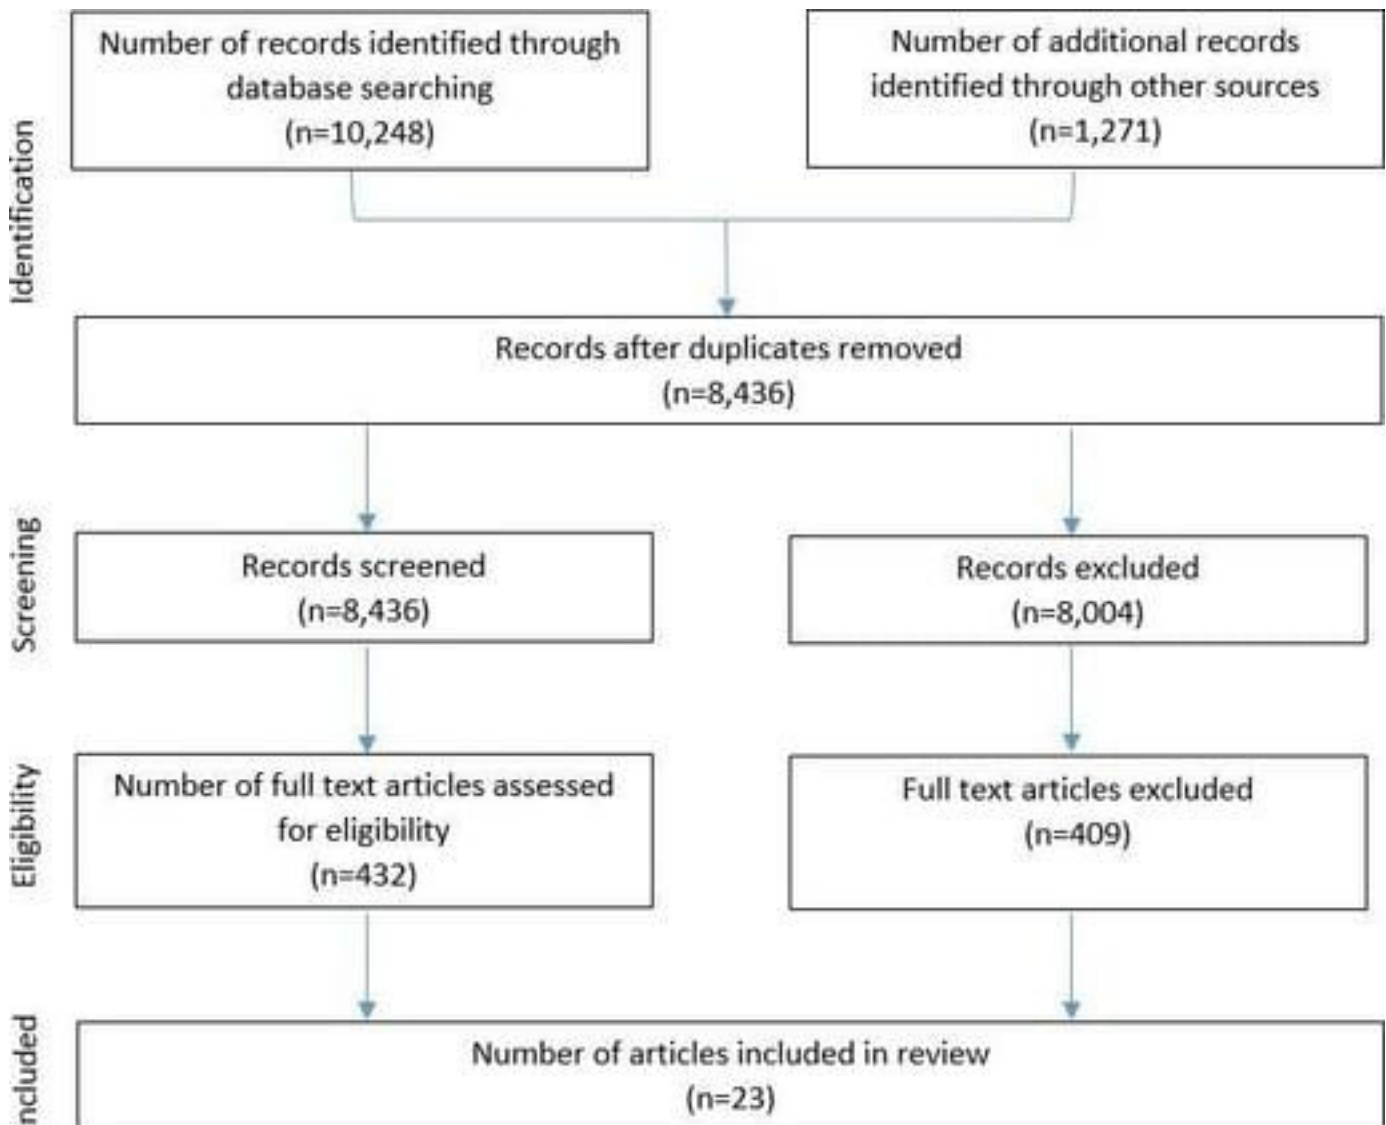 Number of records identified through
database searching
(n=10,248)
Number of additional records
identified through other sources
(n=1,271)
Identification
Records after duplicates removed
(n=8,436)
Screening
Records screened
(n=8,436)
Records excluded
(n=8,004)
Eligibility
Number of full text articles assessed
for eligibility
(n=432)
Full text articles excluded
(n=409)
ncluded
Number of articles included in review
(n=23)